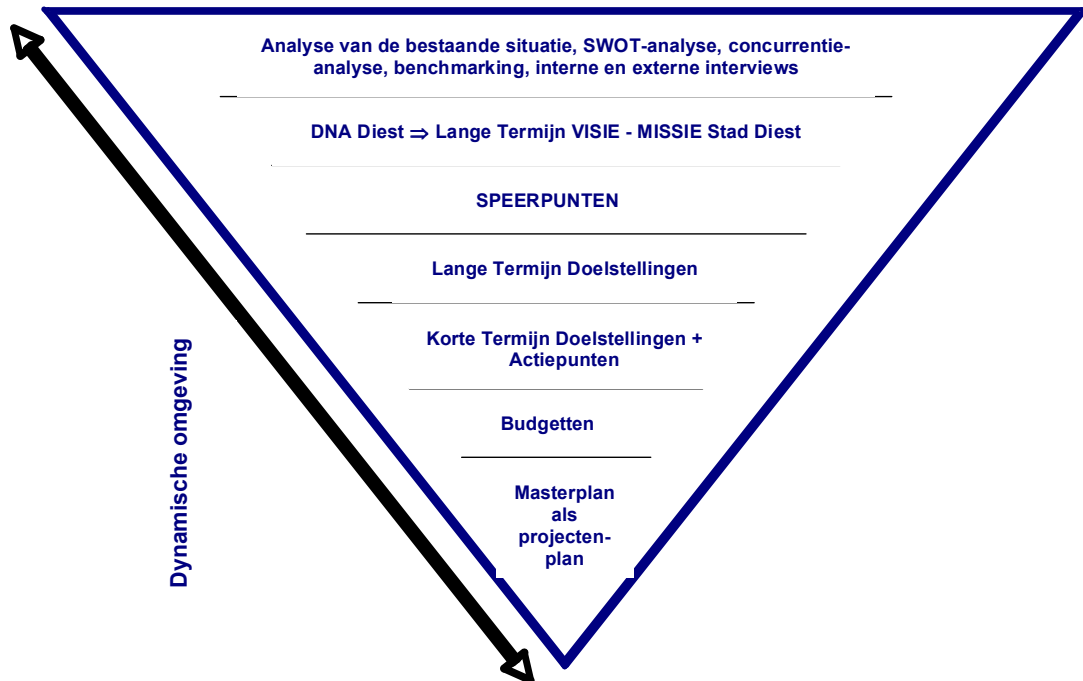 Analyse van de bestaande situatie, SWOT-analyse, concurrentie-
analyse, benchmarking, interne en externe interviews
DNA Diest ⇒ Lange Termijn VISIE - MISSIE Stad Diest
SPEERPUNTEN
Lange Termijn Doelstellingen
Korte Termijn Doelstellingen +
Actiepunten
Budgetten
Masterplan
als
projecten-
plan
Dynamische omgeving